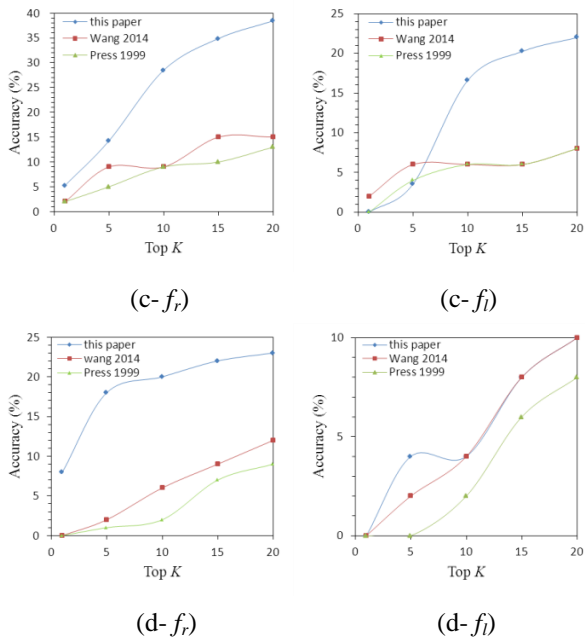 this paper
Wang 2014
Press 1999
Accuracy (%)
40
35
30
25
20
15
10
5
0
0 5 10 15 20
Top K
(c- fr)
this paper
Wang 2014
Press 1999
Accuracy (%)
25
20
15
10
5
0
0 5 10 15 20
Top K
(c- fl)
this paper
wang 2014
Press 1999
Accuracy (%)
25
20
15
10
5
0
0 5 10 15 20
Top K
(d- fr)
this paper
Wang 2014
Press 1999
Accuracy (%)
10
8
6
4
2
0
0 5 10 15 20
Top K
(d- fl)